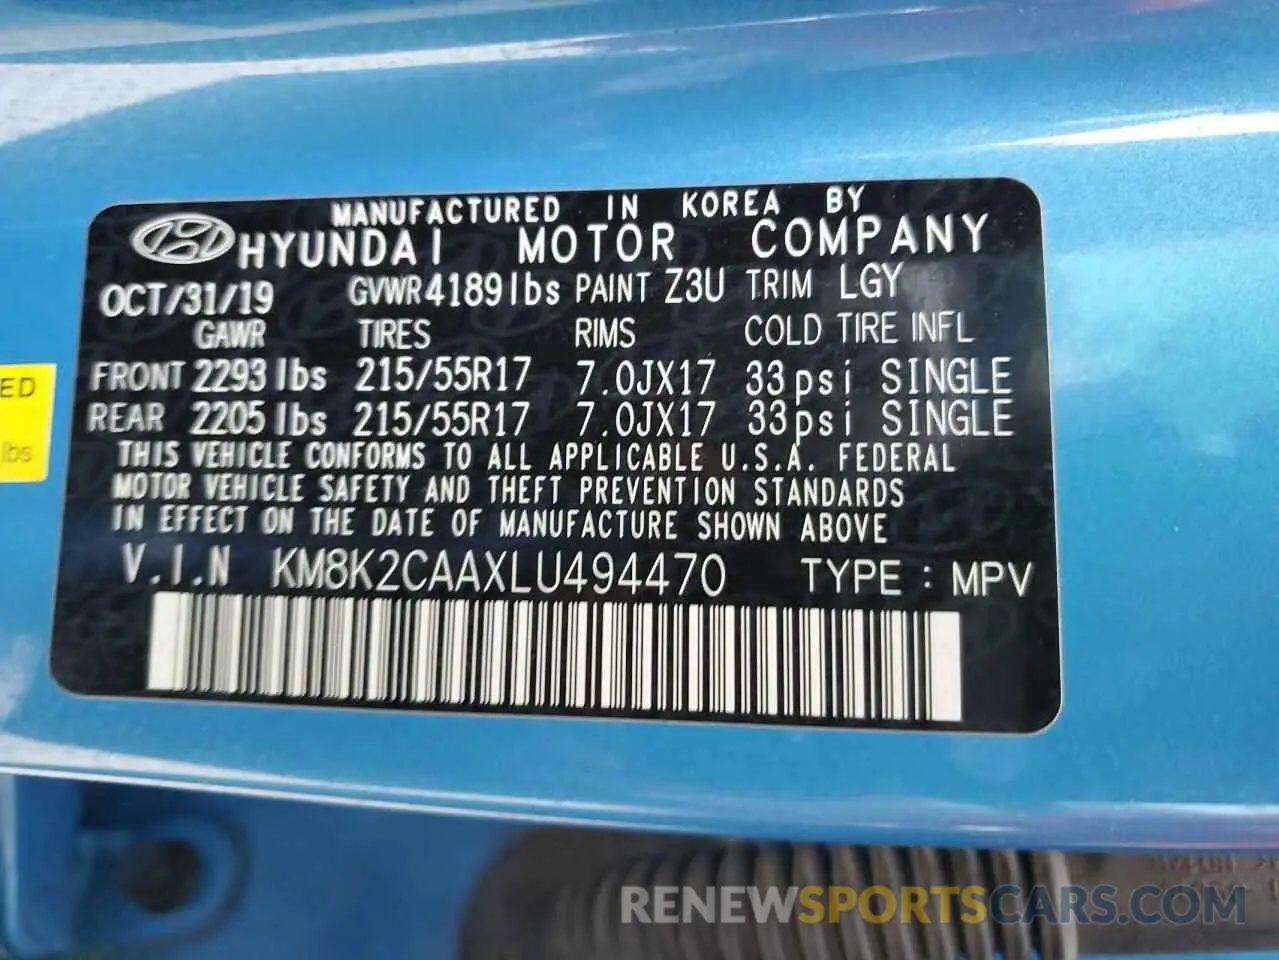 MANUFACTURED IN KOREA BY
HYUNDAI MOTOR COMPANY
OCT/31/19 GVWR 4189lbs PAINT Z3U TRIM LGY
GAWR TIRES RIMS COLD TIRE INFL
FRONT 2293 lbs 215/55R17 7.0JX17 33psi SINGLE
REAR 2205 lbs 215/55R17 7.0JX17 33psi SINGLE
THIS VEHICLE CONFORMS TO ALL APPLICABLE U.S.A. FEDERAL
MOTOR VEHICLE SAFETY AND THEFT PREVENTION STANDARDS
IN EFFECT ON THE DATE OF MANUFACTURE SHOWN ABOVE
V.I.N KM8K2CAAXLU494470 TYPE : MPV
ED
lbs
RENEWSPORTSCARS.COM